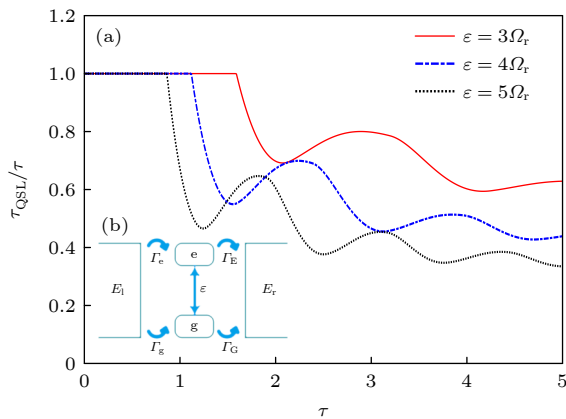 1.2
(a)
ε = 3Ωr
ε = 4Ωr
ε = 5Ωr
1.0
0.8
0.6
0.4
0.2
0
τQSL/τ
(b)
e
Γe
ΓE
El
ε
Er
g
Γg
ΓG
0 1 2 3 4 5
τ